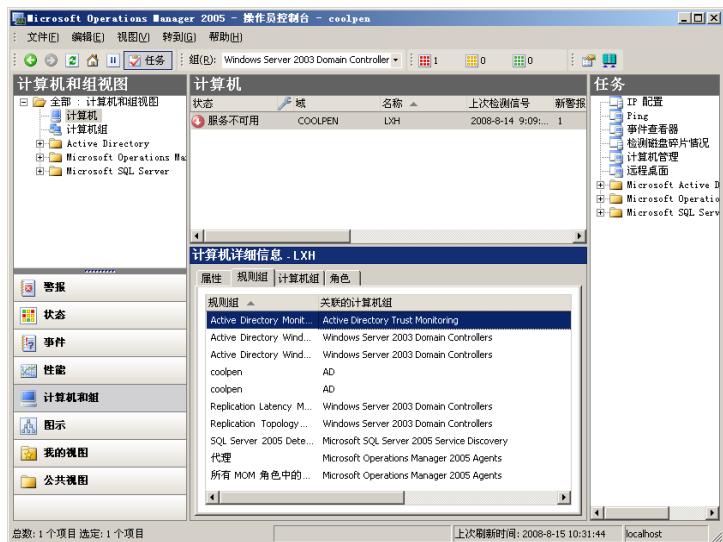 Microsoft Operations Manager 2005 - 操作员控制台 - coolpen
文件(F) 编辑(E) 视图(V) 转到(G) 帮助(H)
任务 组(R): Windows Server 2003 Domain Controller 1 0 0
计算机和组视图
全部 : 计算机和组视图
计算机
计算机组
Active Directory
Microsoft Operations Ma
Microsoft SQL Server
警报
状态
事件
性能
计算机和组
图示
我的视图
公共视图
计算机
状态 域 名称 上次检测信号 新警报
服务不可用 COOLPEN LXH 2008-8-14 9:09:... 1
计算机详细信息 - LXH
属性 规则组 计算机组 角色
规则组 关联的计算机组
Active Directory Monit... Active Directory Trust Monitoring
Active Directory Wind... Windows Server 2003 Domain Controllers
Active Directory Wind... Windows Server 2003 Domain Controllers
coolpen AD
coolpen AD
Replication Latency M... Windows Server 2003 Domain Controllers
Replication Topology... Windows Server 2003 Domain Controllers
SQL Server 2005 Dete... Microsoft SQL Server 2005 Service Discovery
代理 Microsoft Operations Manager 2005 Agents
所有 MOM 角色中的... Microsoft Operations Manager 2005 Agents
任务
IP 配置
Ping
事件查看器
检测磁盘碎片情况
计算机管理
远程桌面
Microsoft Active D
Microsoft Operatio
Microsoft SQL Serv
总数: 1 个项目 选定: 1 个项目 上次刷新时间: 2008-8-15 10:31:44 localhost